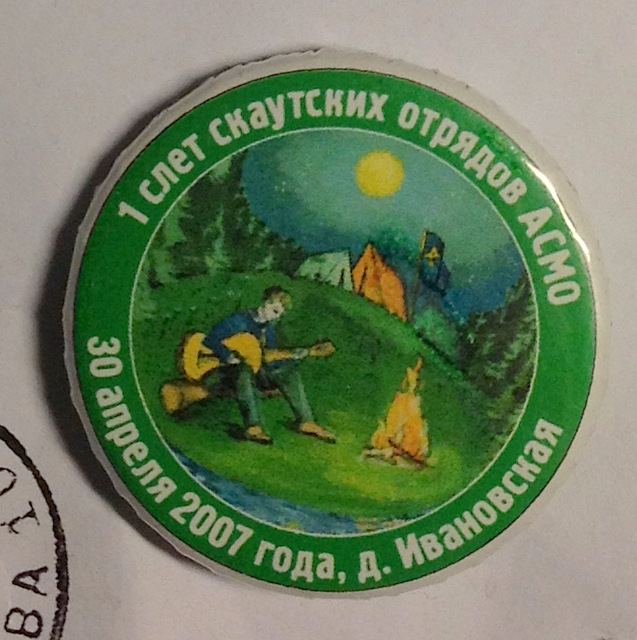 1 слет скаутских отрядов АСМО
30 апреля 2007 года, д. Ивановская